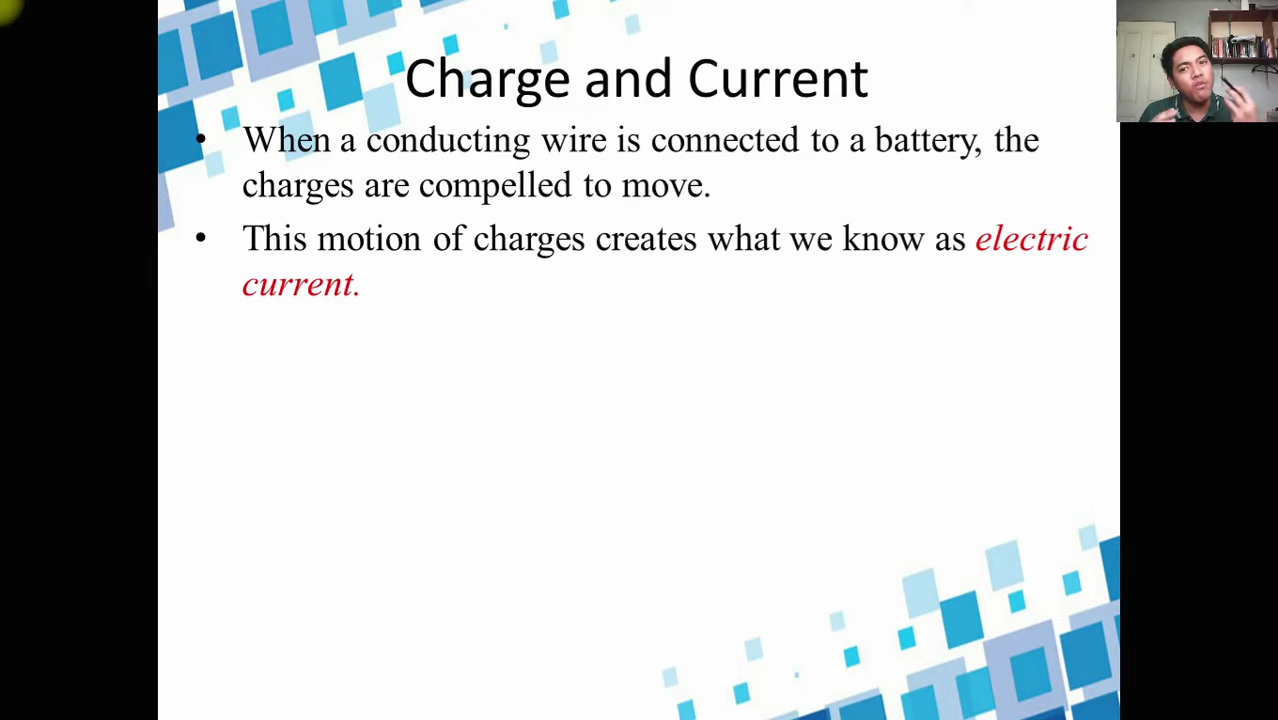 Charge and Current
• When a conducting wire is connected to a battery, the
charges are compelled to move.
• This motion of charges creates what we know as electric
current.